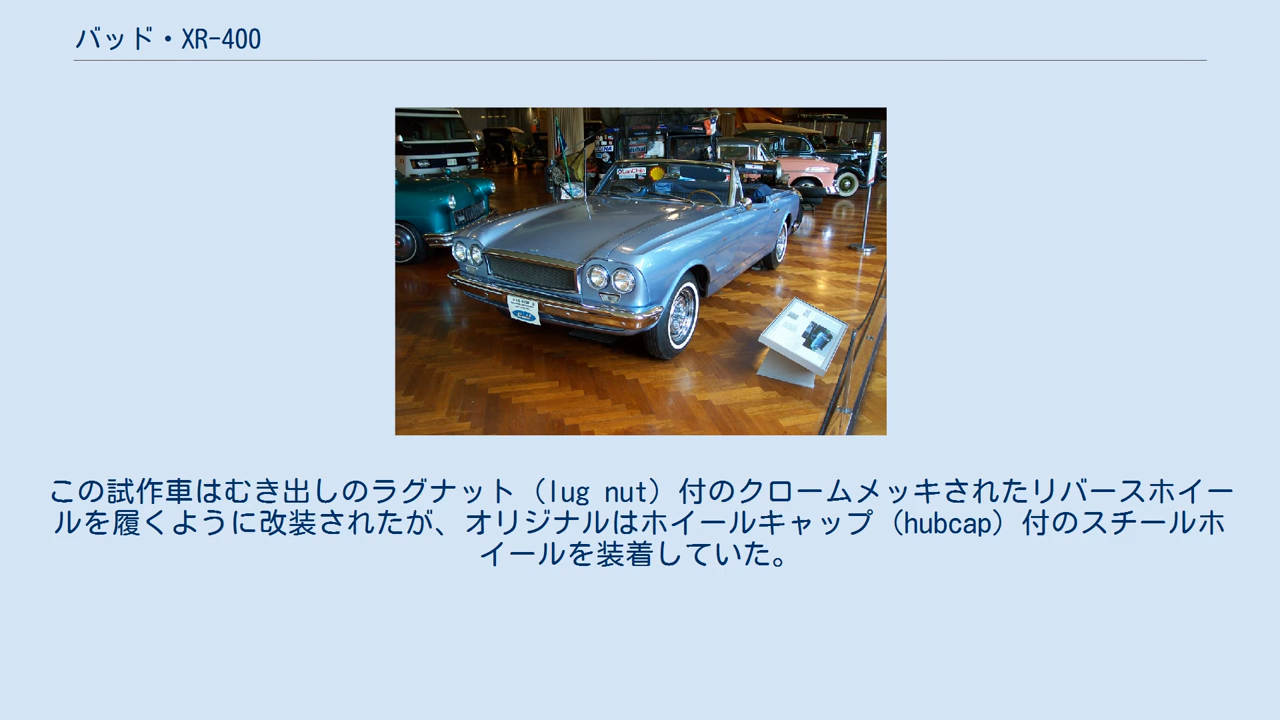 バッド・XR-400
この試作車はむき出しのラグナット（lug nut）付のクロームメッキされたリバースホイー
ルを履くように改装されたが、オリジナルはホイールキャップ（hubcap）付のスチールホ
イールを装着していた。